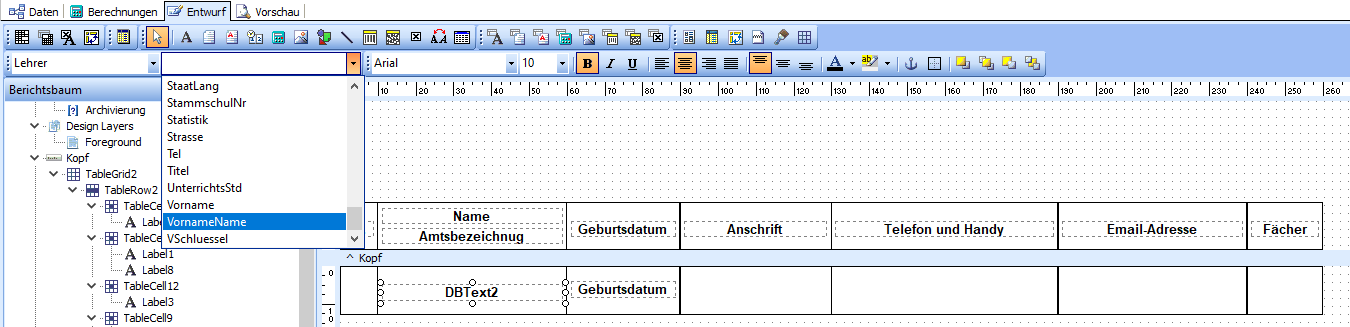 Daten Berechnungen Entwurf Vorschau
Lehrer Arial 10 B I U
Berichtsbaum
Archivierung
Design Layers
Foreground
Kopf
TableGrid2
TableRow2
TableCe
Labe
TableCe
Label1
Label8
TableCell12
Label3
TableCell9
StaatLang
StammschulNr
Statistik
Strasse
Tel
Titel
UnterrichtsStd
Vorname
VornameName
VSchluessel
10 20 30 40 50 60 70 80 90 100 110 120 130 140 150 160 170 180 190 200 210 220 230 240 250 260
Name
Amtsbezeichnug
Geburtsdatum
Anschrift
Telefon und Handy
Email-Adresse
Fächer
Kopf
0
DBText2
Geburtsdatum
10